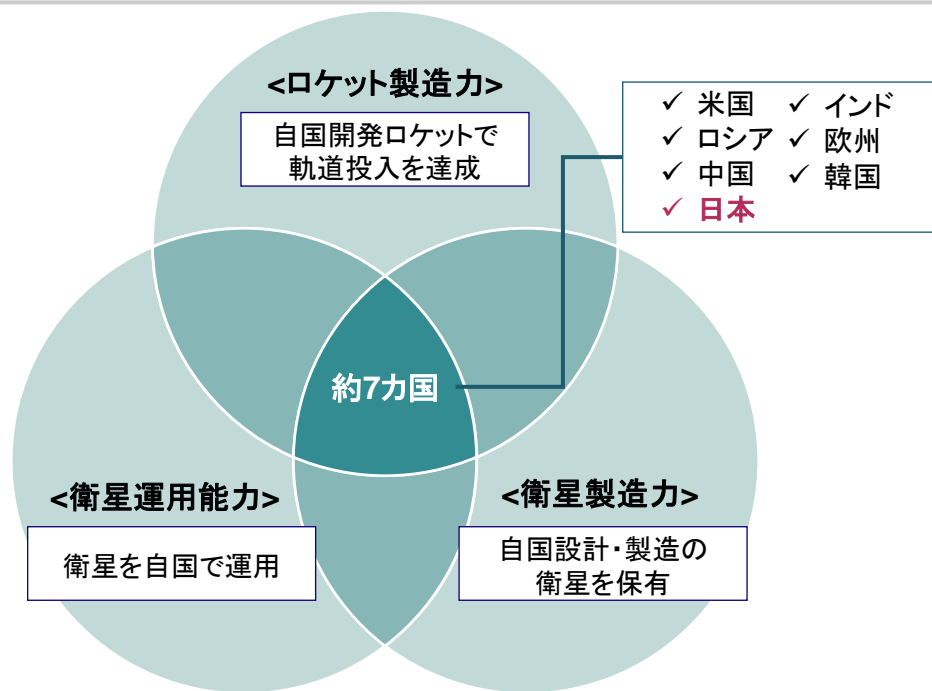 <ロケット製造力>
自国開発ロケットで
軌道投入を達成
✓ 米国 ✓ インド
✓ ロシア ✓ 欧州
✓ 中国 ✓ 韓国
✓ 日本
約7カ国
<衛星運用能力>
衛星を自国で運用
<衛星製造力>
自国設計・製造の
衛星を保有